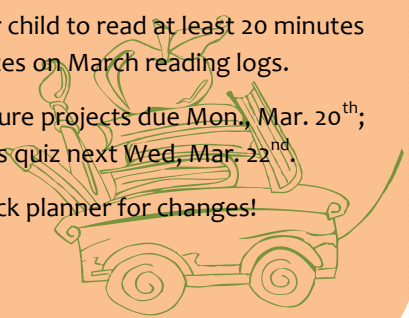 r child to read at least 20 minutes
tes on March reading logs.
ure projects due Mon., Mar. 20th;
s quiz next Wed, Mar. 22nd.
ck planner for changes!